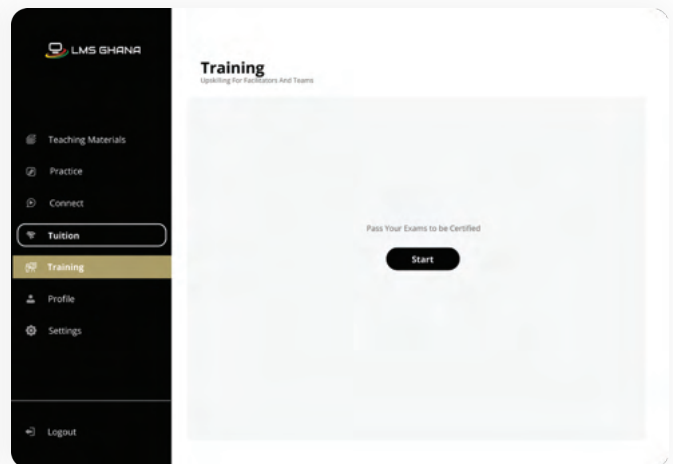 LMS GHANA
Teaching Materials
Practice
Connect
Tuition
Training
Profile
Settings
Logout
Training
Upskilling For Facilitators And Teams
Pass Your Exams to be Certified
Start